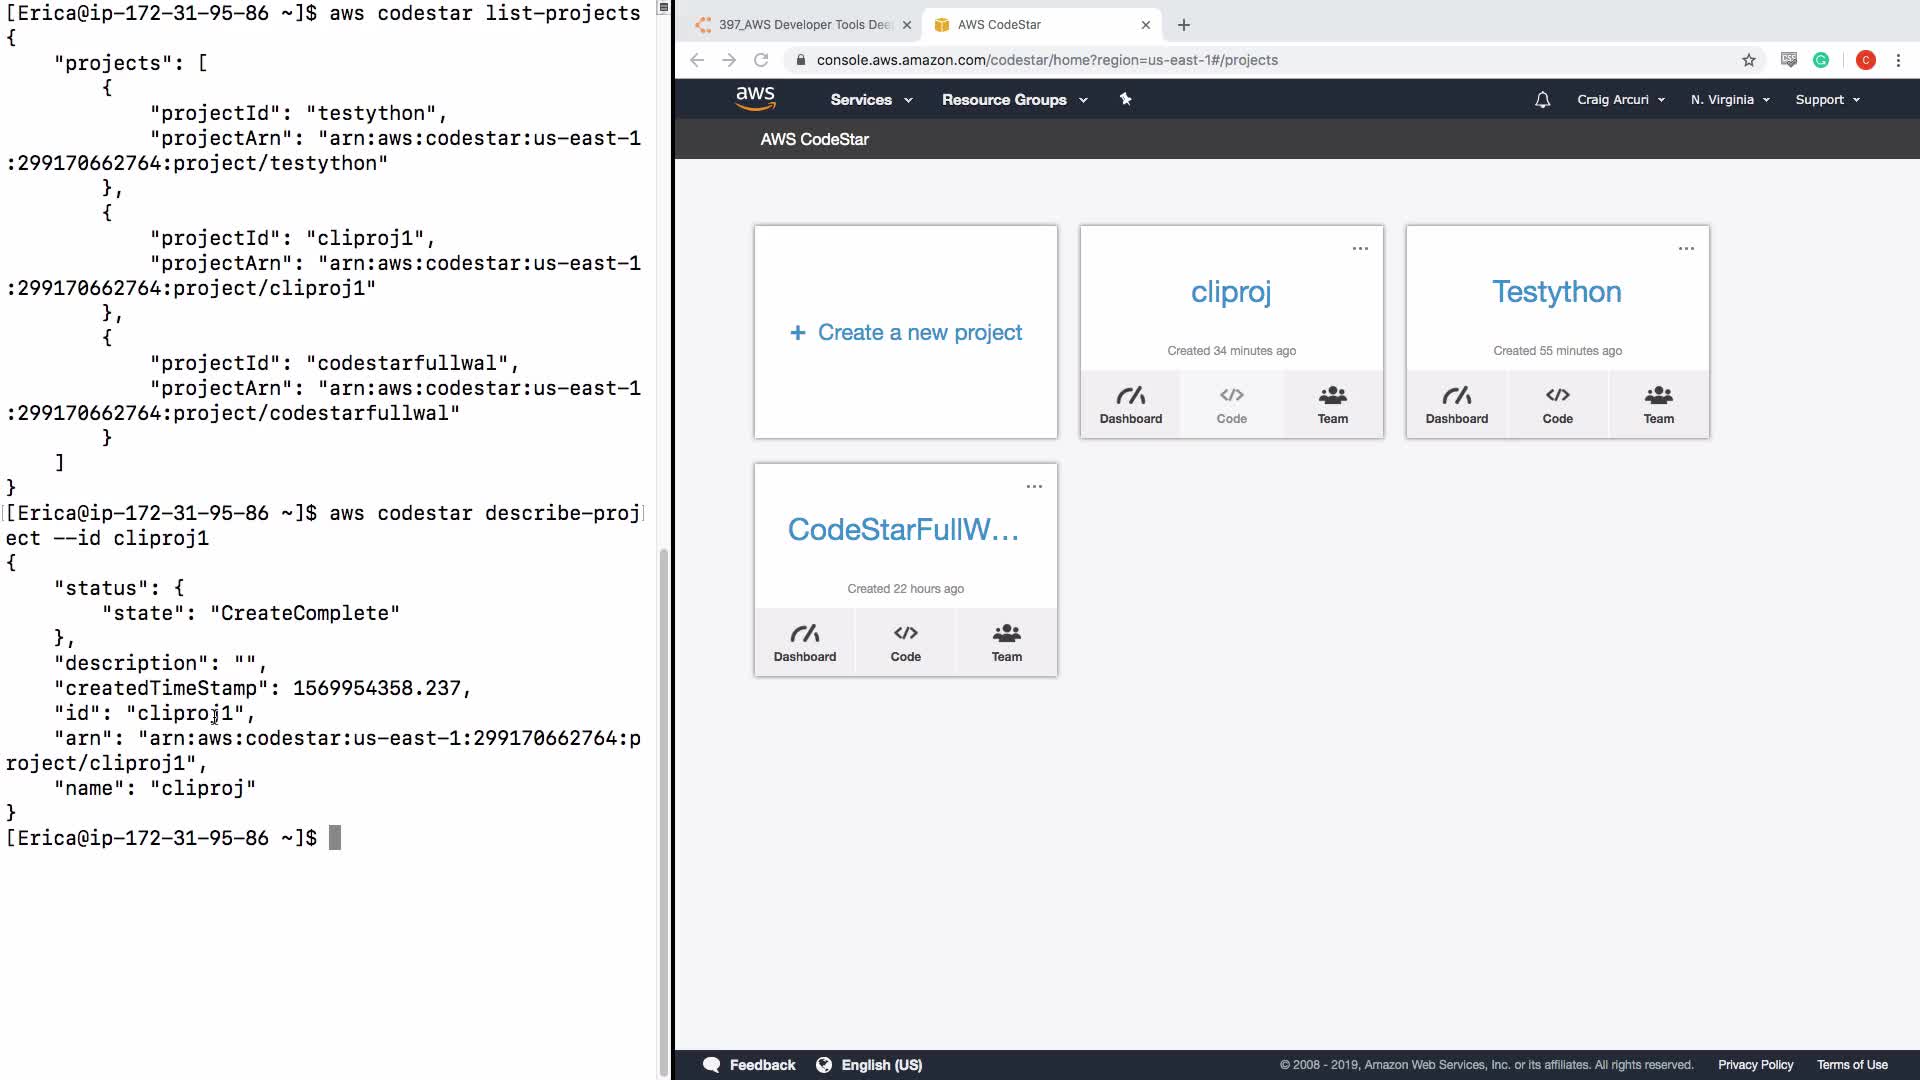 [Erica@ip-172-31-95-86 ~]$ aws codestar list-projects
{
    "projects": [
        {
            "projectId": "testython",
            "projectArn": "arn:aws:codestar:us-east-1
:299170662764:project/testython"
        },
        {
            "projectId": "cliproj1",
            "projectArn": "arn:aws:codestar:us-east-1
:299170662764:project/cliproj1"
        },
        {
            "projectId": "codestarfullwal",
            "projectArn": "arn:aws:codestar:us-east-1
:299170662764:project/codestarfullwal"
        }
    ]
}
[Erica@ip-172-31-95-86 ~]$ aws codestar describe-proj
ect --id cliproj1
{
    "status": {
        "state": "CreateComplete"
    },
    "description": "",
    "createdTimeStamp": 1569954358.237,
    "id": "cliproj1",
    "arn": "arn:aws:codestar:us-east-1:299170662764:p
roject/cliproj1",
    "name": "cliproj"
}
[Erica@ip-172-31-95-86 ~]$
397_AWS Developer Tools Dee
AWS CodeStar
console.aws.amazon.com/codestar/home?region=us-east-1#/projects
C
aws
Services
Resource Groups
Craig Arcuri
N. Virginia
Support
AWS CodeStar
+ Create a new project
cliproj
Created 34 minutes ago
Dashboard
Code
Team
Testython
Created 55 minutes ago
Dashboard
Code
Team
CodeStarFullW...
Created 22 hours ago
Dashboard
Code
Team
Feedback
English (US)
© 2008 - 2019, Amazon Web Services, Inc. or its affiliates. All rights reserved.
Privacy Policy
Terms of Use